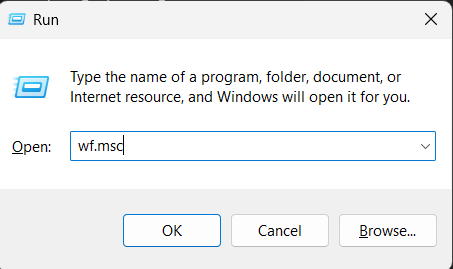 Run
Type the name of a program, folder, document, or
Internet resource, and Windows will open it for you.
Open: wf.msc
OK Cancel Browse...